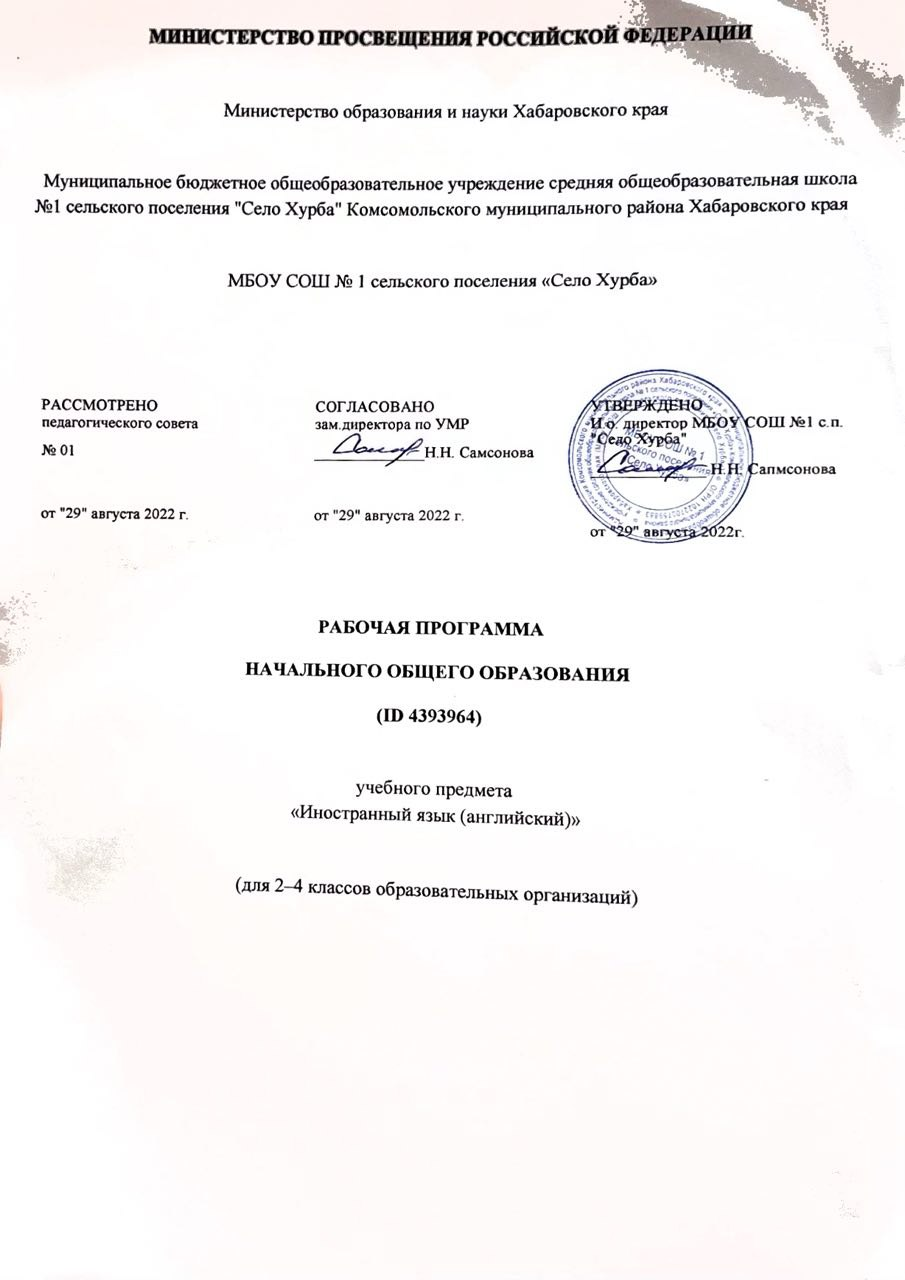 МИНИСТЕРСТВО ПРОСВЕЩЕНИЯ РОССИЙСКОЙ ФЕДЕРАЦИИ
Министерство образования и науки Хабаровского края
Муниципальное бюджетное общеобразовательное учреждение средняя общеобразовательная школа
№1 сельского поселения "Село Хурба" Комсомольского муниципального района Хабаровского края
МБОУ СОШ № 1 сельского поселения «Село Хурба»
РАССМОТРЕНО
педагогического совета
№ 01
от "29" августа 2022 г.
СОГЛАСОВАНО
зам.директора по УМР
Н.Н. Самсонова
от "29" августа 2022 г.
УТВЕРЖДЕНО
И.о. директор МБОУ СОШ №1 с.п.
"Село Хурба"
Н.Н. Сапмсонова
от "29" августа 2022г.
РАБОЧАЯ ПРОГРАММА
НАЧАЛЬНОГО ОБЩЕГО ОБРАЗОВАНИЯ
(ID 4393964)
учебного предмета
«Иностранный язык (английский)»
(для 2–4 классов образовательных организаций)